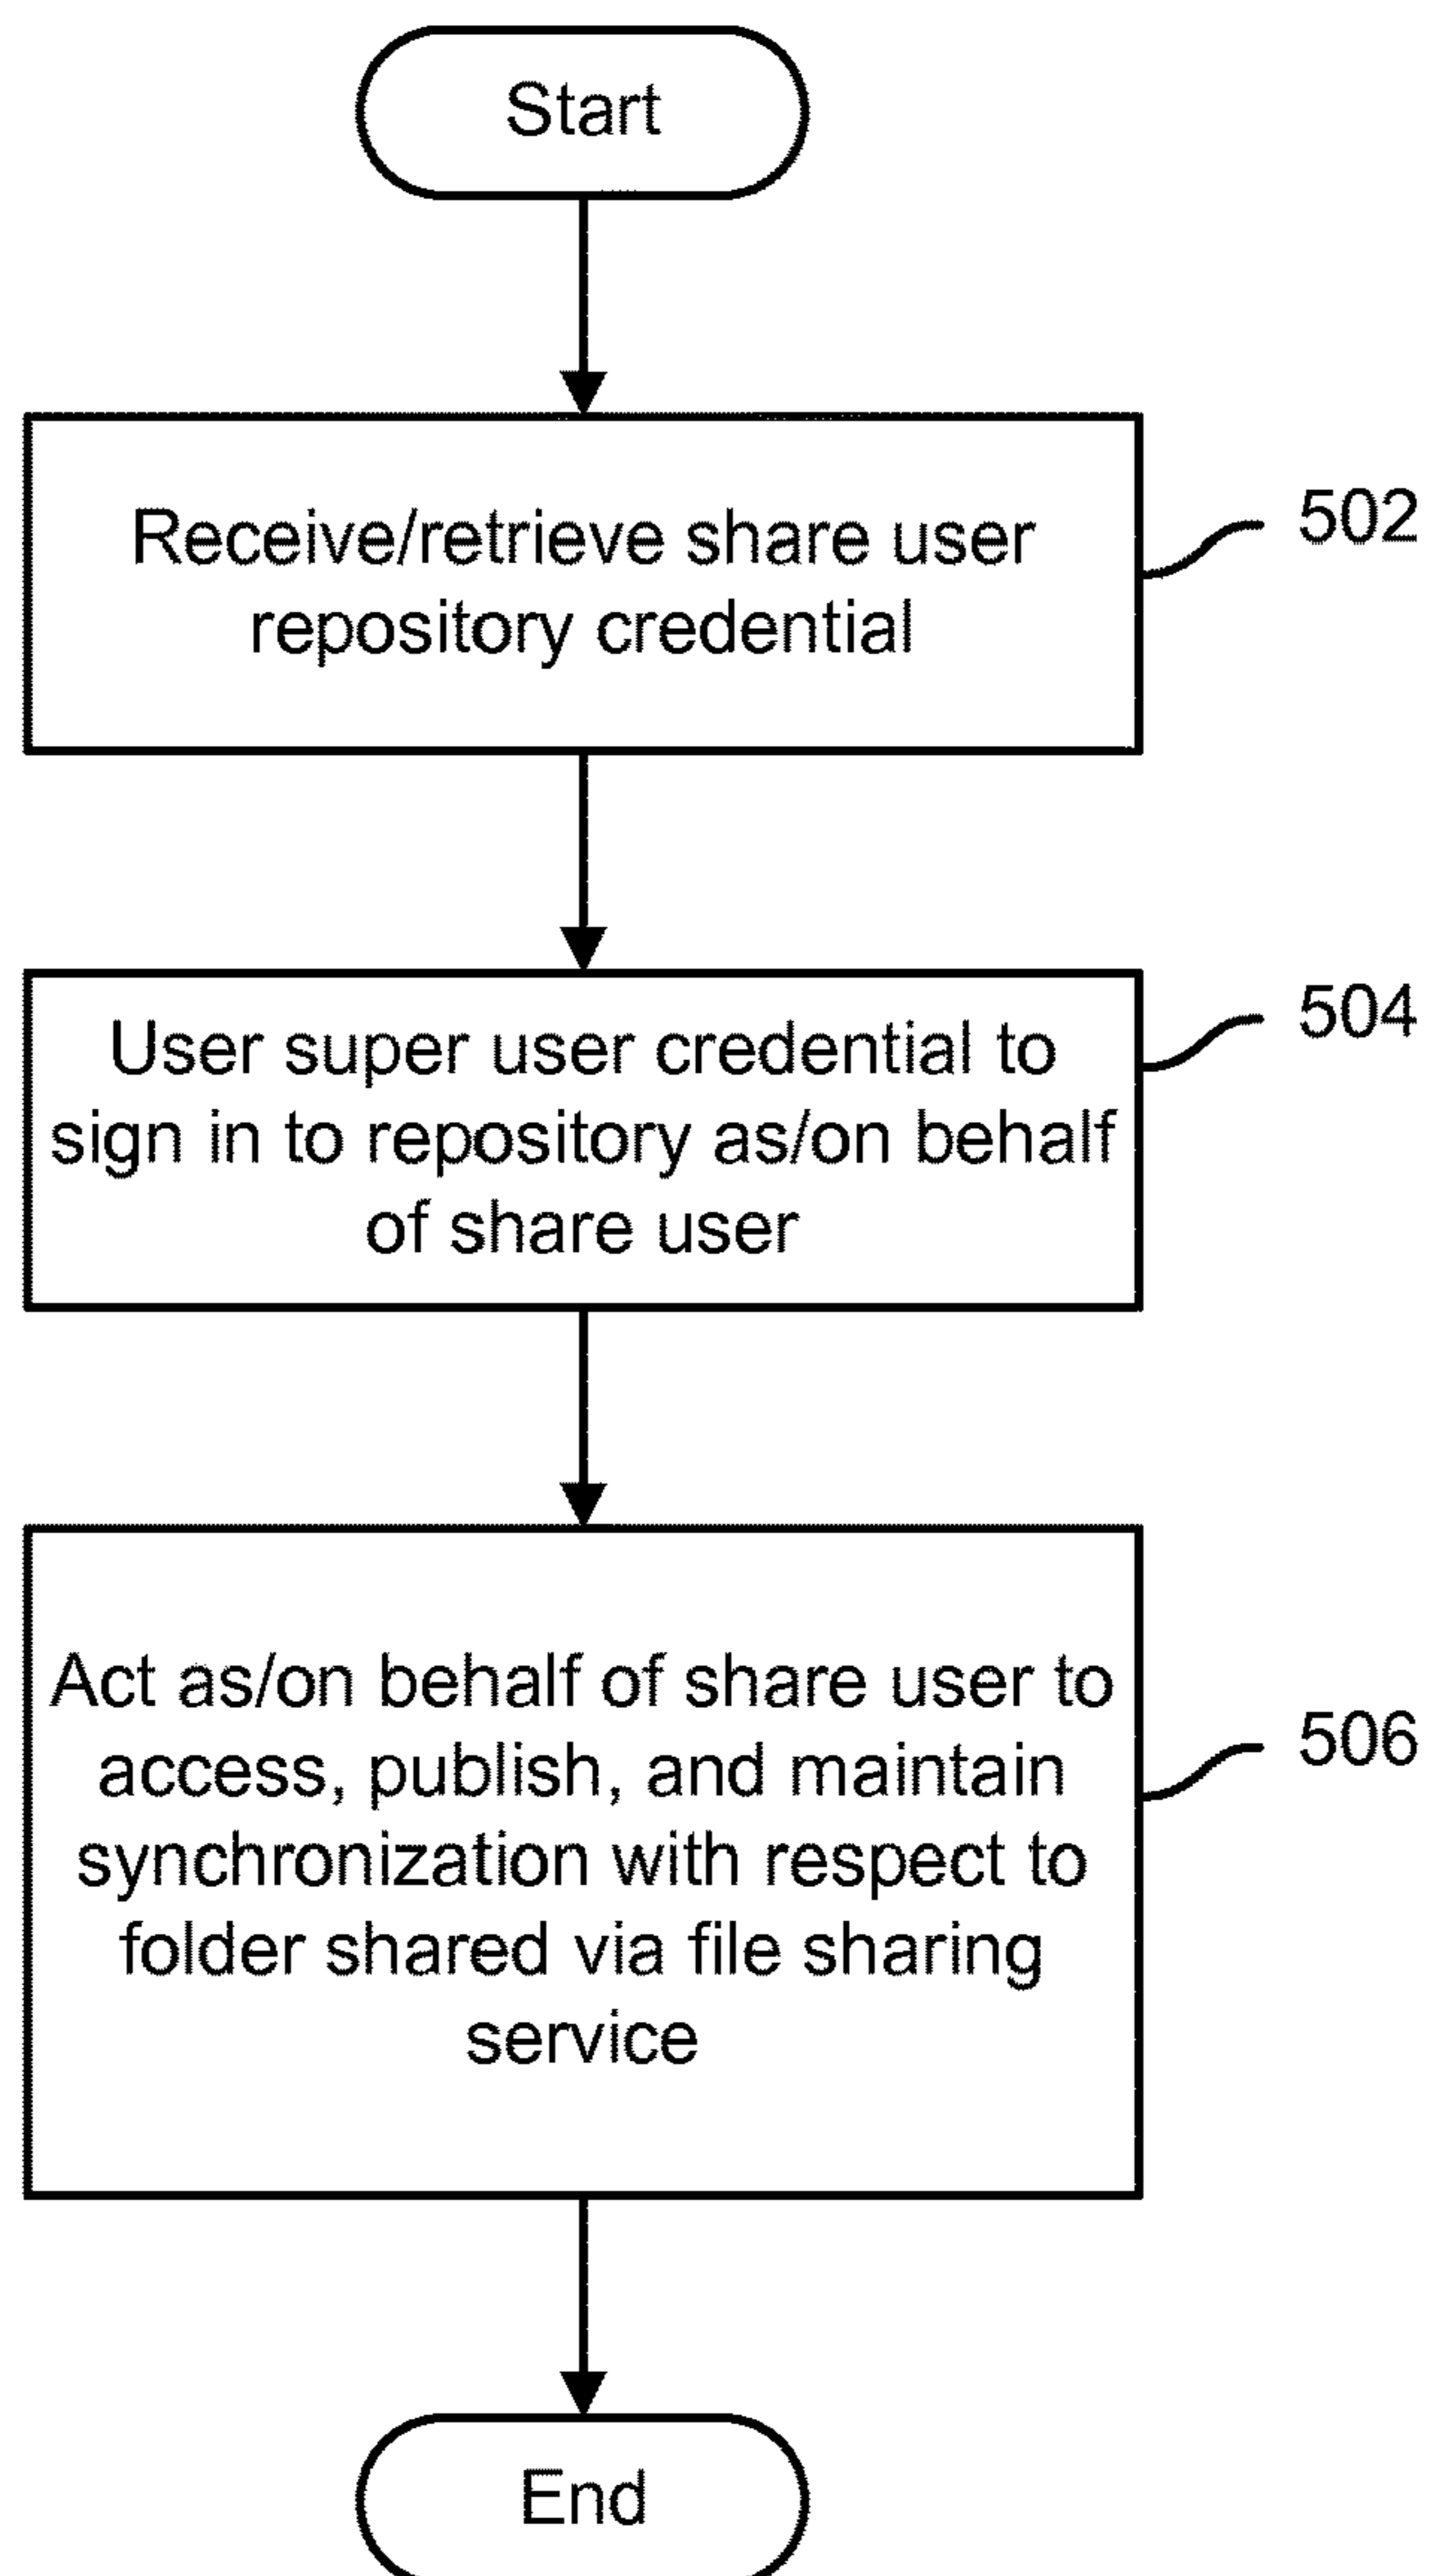 Start
Receive/retrieve share user
repository credential
502
User super user credential to
sign in to repository as/on behalf
of share user
504
Act as/on behalf of share user to
access, publish, and maintain
synchronization with respect to
folder shared via file sharing
service
506
End